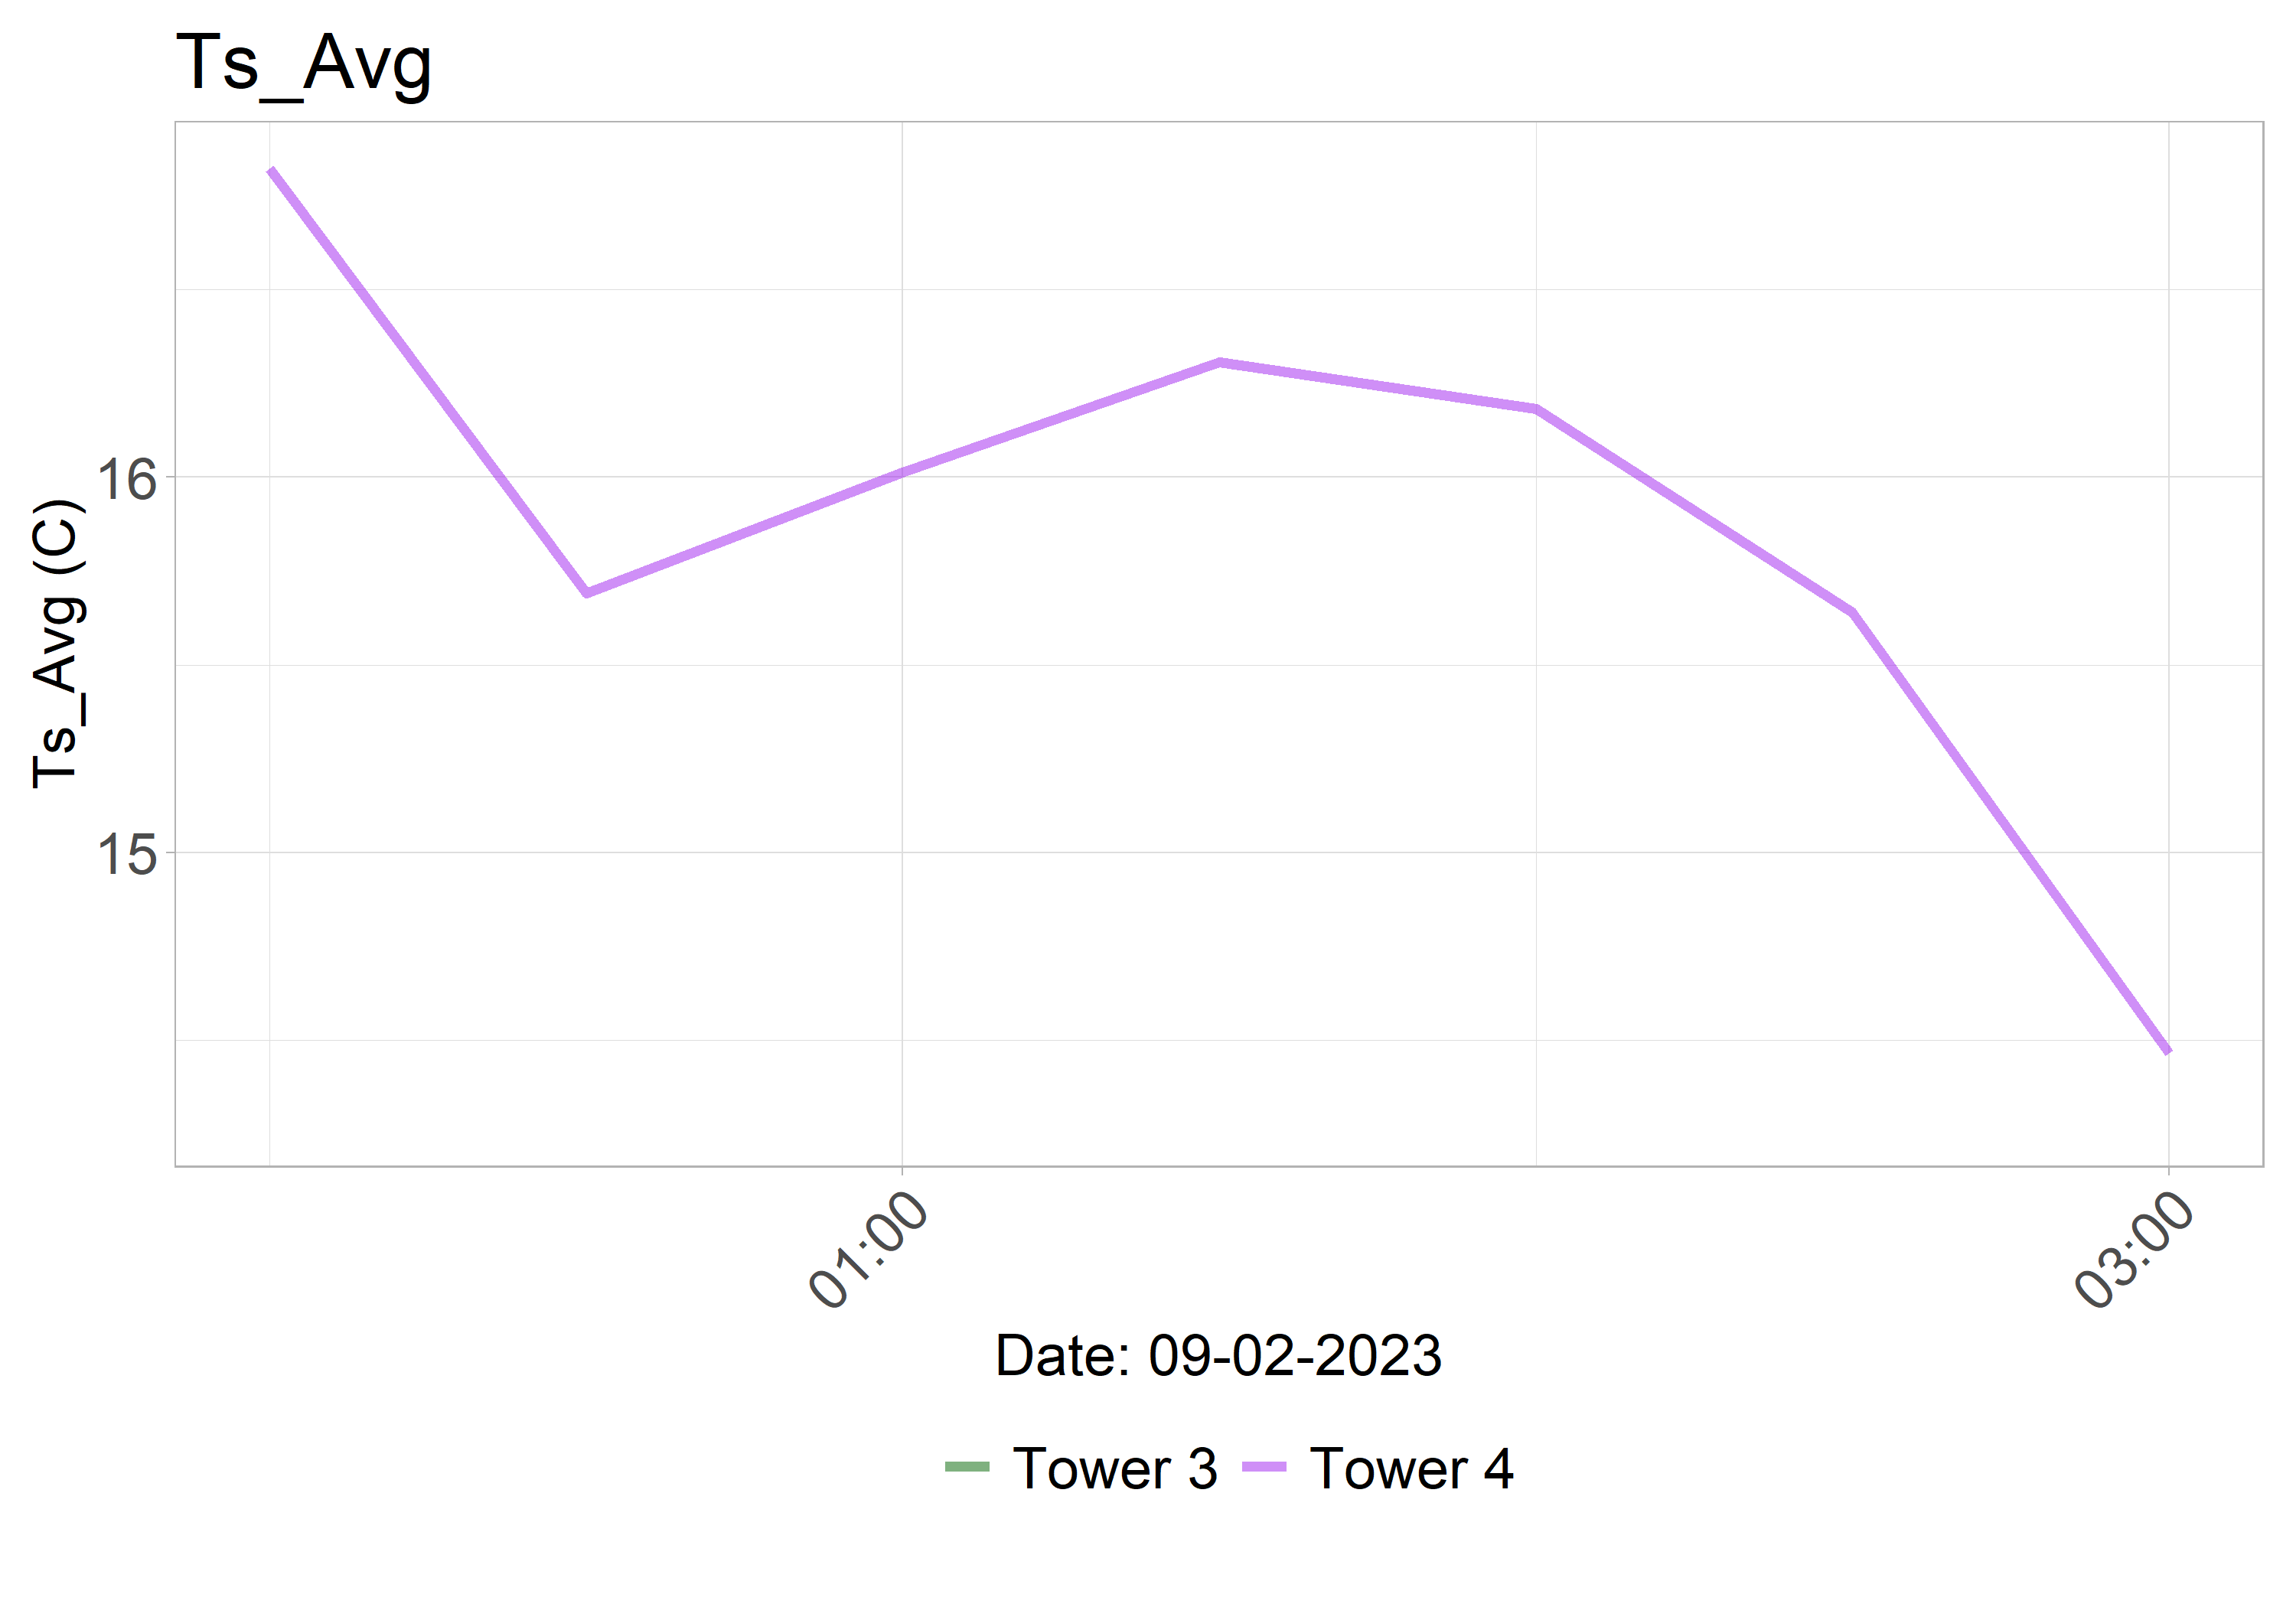 Ts_Avg
Ts_Avg (C)
16
15
01:00
03:00
Date: 09-02-2023
Tower 3 Tower 4